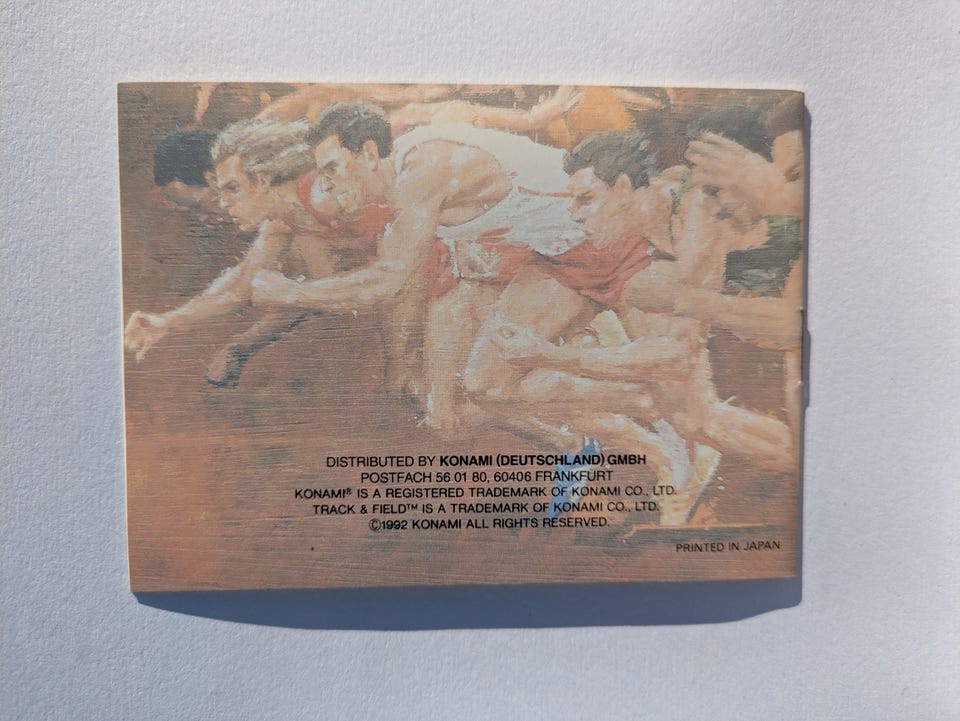 DISTRIBUTED BY KONAMI (DEUTSCHLAND) GMBH
POSTFACH 56 01 80, 60406 FRANKFURT
KONAMI® IS A REGISTERED TRADEMARK OF KONAMI CO., LTD.
TRACK & FIELD™ IS A TRADEMARK OF KONAMI CO., LTD.
©1992 KONAMI ALL RIGHTS RESERVED.
PRINTED IN JAPAN